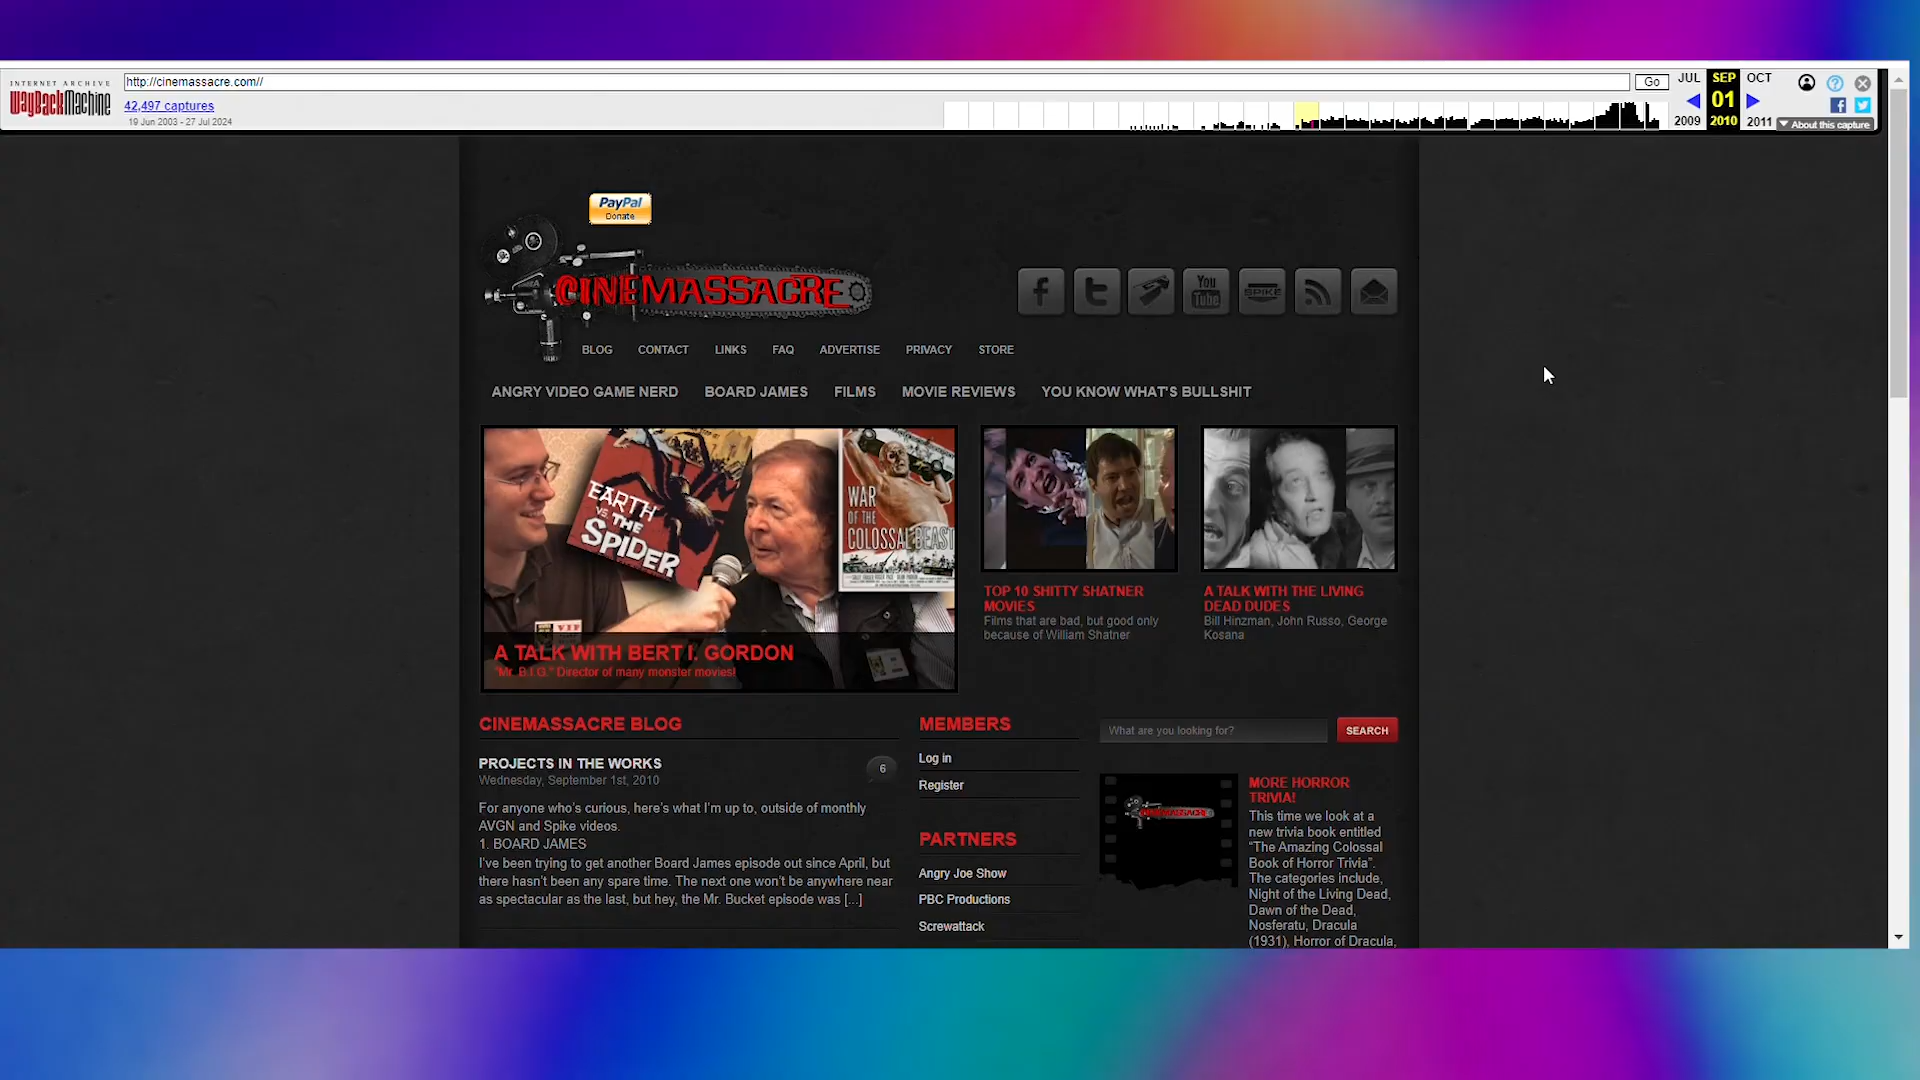 INTERNET ARCHIVE
WayBackMachine
http://cinemassacre.com//
Go
42,497 captures
19 Jun 2003 - 27 Jul 2024
JUL SEP OCT
01
2009 2010 2011
About this capture
PayPal
Donate
CINEMASSACRE
You
Tube
SPIKE
BLOG CONTACT LINKS FAQ ADVERTISE PRIVACY STORE
ANGRY VIDEO GAME NERD BOARD JAMES FILMS MOVIE REVIEWS YOU KNOW WHAT'S BULLSHIT
EARTH
VS THE
SPIDER
WAR
OF THE
COLOSSAL BEAST
VIP
A TALK WITH BERT I. GORDON
"Mr. B.I.G." Director of many monster movies!
TOP 10 SHITTY SHATNER
MOVIES
Films that are bad, but good only
because of William Shatner
A TALK WITH THE LIVING
DEAD DUDES
Bill Hinzman, John Russo, George
Kosana
CINEMASSACRE BLOG
PROJECTS IN THE WORKS
Wednesday, September 1st, 2010
6
For anyone who's curious, here's what I'm up to, outside of monthly
AVGN and Spike videos.
1. BOARD JAMES
I've been trying to get another Board James episode out since April, but
there hasn't been any spare time. The next one won't be anywhere near
as spectacular as the last, but hey, the Mr. Bucket episode was [...]
MEMBERS
Log in
Register
PARTNERS
Angry Joe Show
PBC Productions
Screwattack
What are you looking for?
SEARCH
CINEMASSACRE
MORE HORROR
TRIVIA!
This time we look at a
new trivia book entitled
"The Amazing Colossal
Book of Horror Trivia".
The categories include,
Night of the Living Dead,
Dawn of the Dead,
Nosferatu, Dracula
(1931), Horror of Dracula,